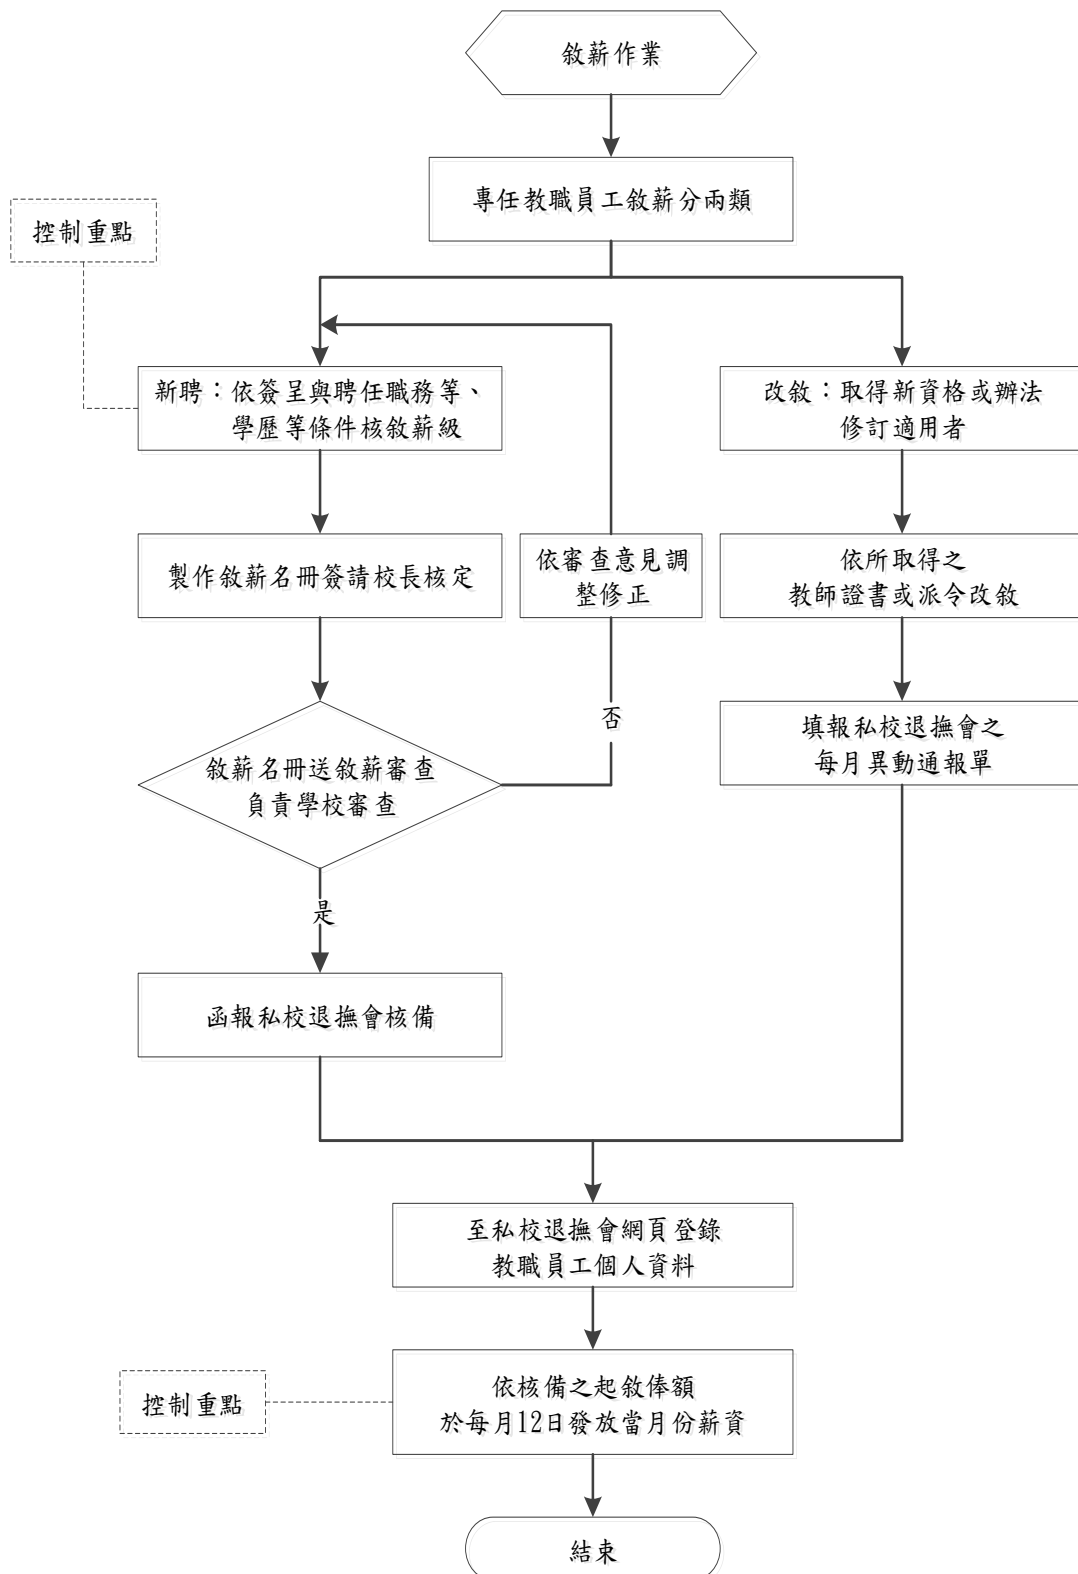 敘薪作業
專任教職員工敘薪分兩類
控制重點
新聘：依簽呈與聘任職務等、
學歷等條件核敘薪級
改敘：取得新資格或辦法
修訂適用者
製作敘薪名冊簽請校長核定
依審查意見調
整修正
依所取得之
教師證書或派令改敘
敘薪名冊送敘薪審查
負責學校審查
否
填報私校退撫會之
每月異動通報單
是
函報私校退撫會核備
至私校退撫會網頁登錄
教職員工個人資料
控制重點
依核備之起敘俸額
於每月12日發放當月份薪資
結束